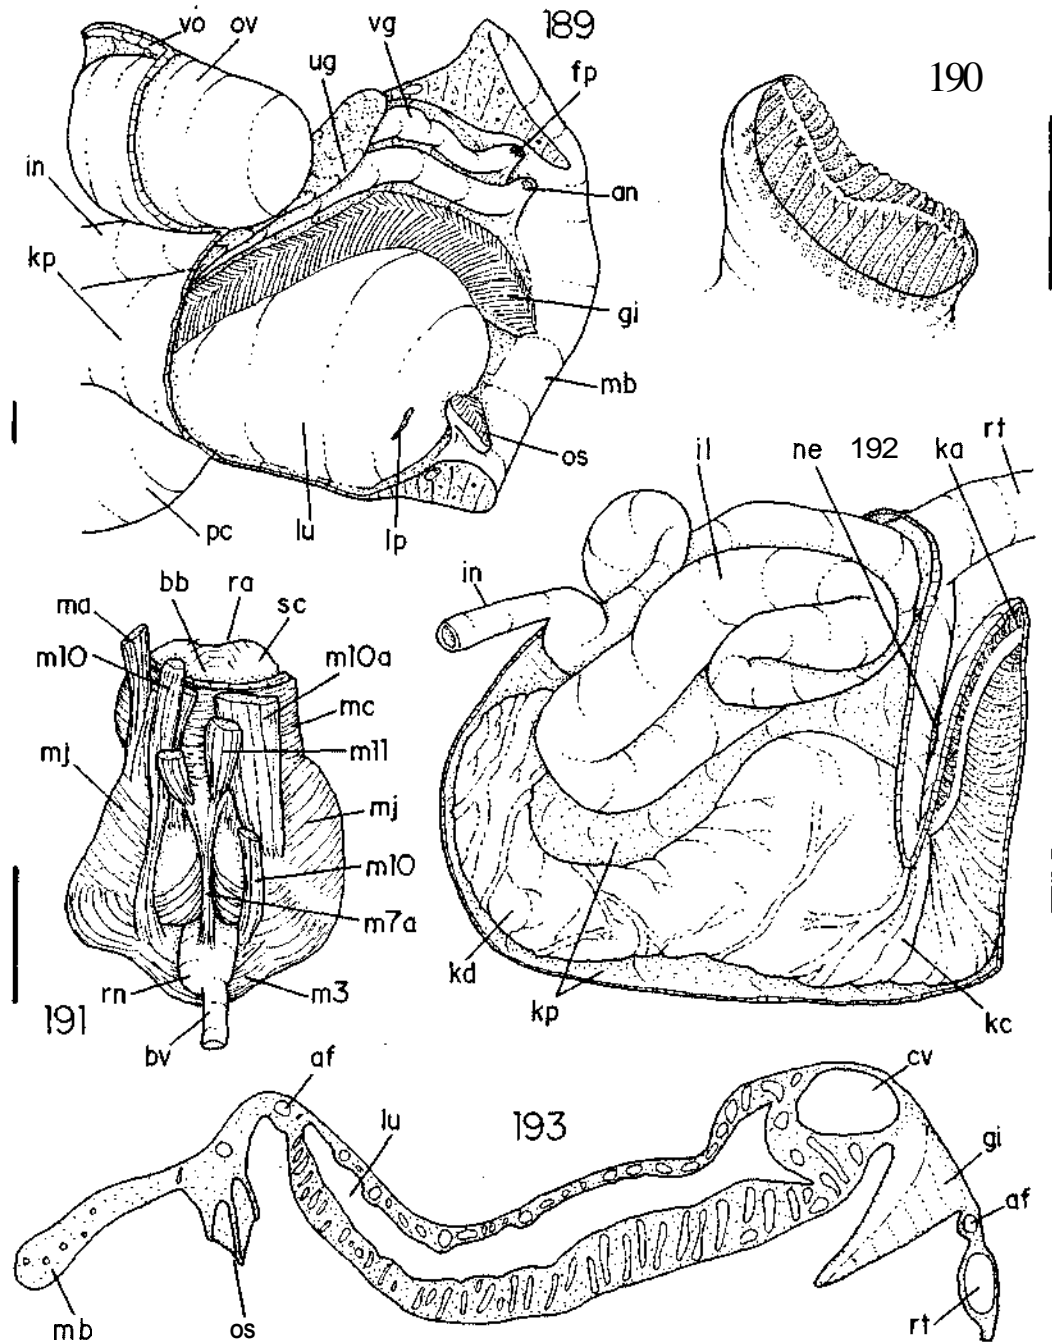 189
vo ov vg
ug fp
190
in an
kp
gi
mb
os
pc lu lp
il ne 192 ka rt
in
kd kp kc
bb ra
ma sc
m10 m10a
mc
mj m11
mj
m10
m7a
rn m3
191 bv
af cv
lu 193
gi
af
mb os rt